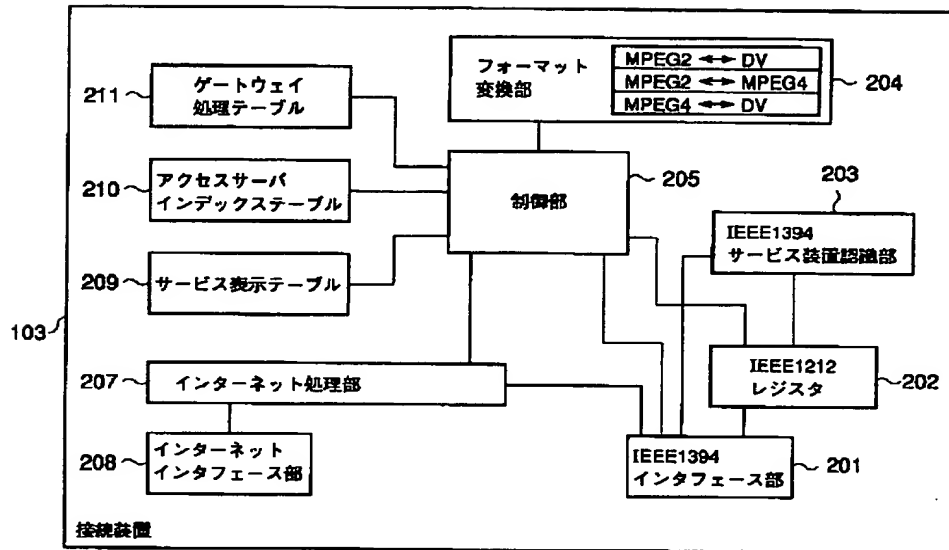 211
ゲートウェイ
処理テーブル
フォーマット
変換部
MPEG2 ↔ DV
MPEG2 ↔ MPEG4
MPEG4 ↔ DV
204
210
アクセスサーバ
インデックステーブル
制御部
205
203
IEEE1394
サービス装置認識部
209
サービス表示テーブル
103
207
インターネット処理部
IEEE1212
レジスタ
202
208
インターネット
インタフェース部
IEEE1394
インタフェース部
201
接続装置